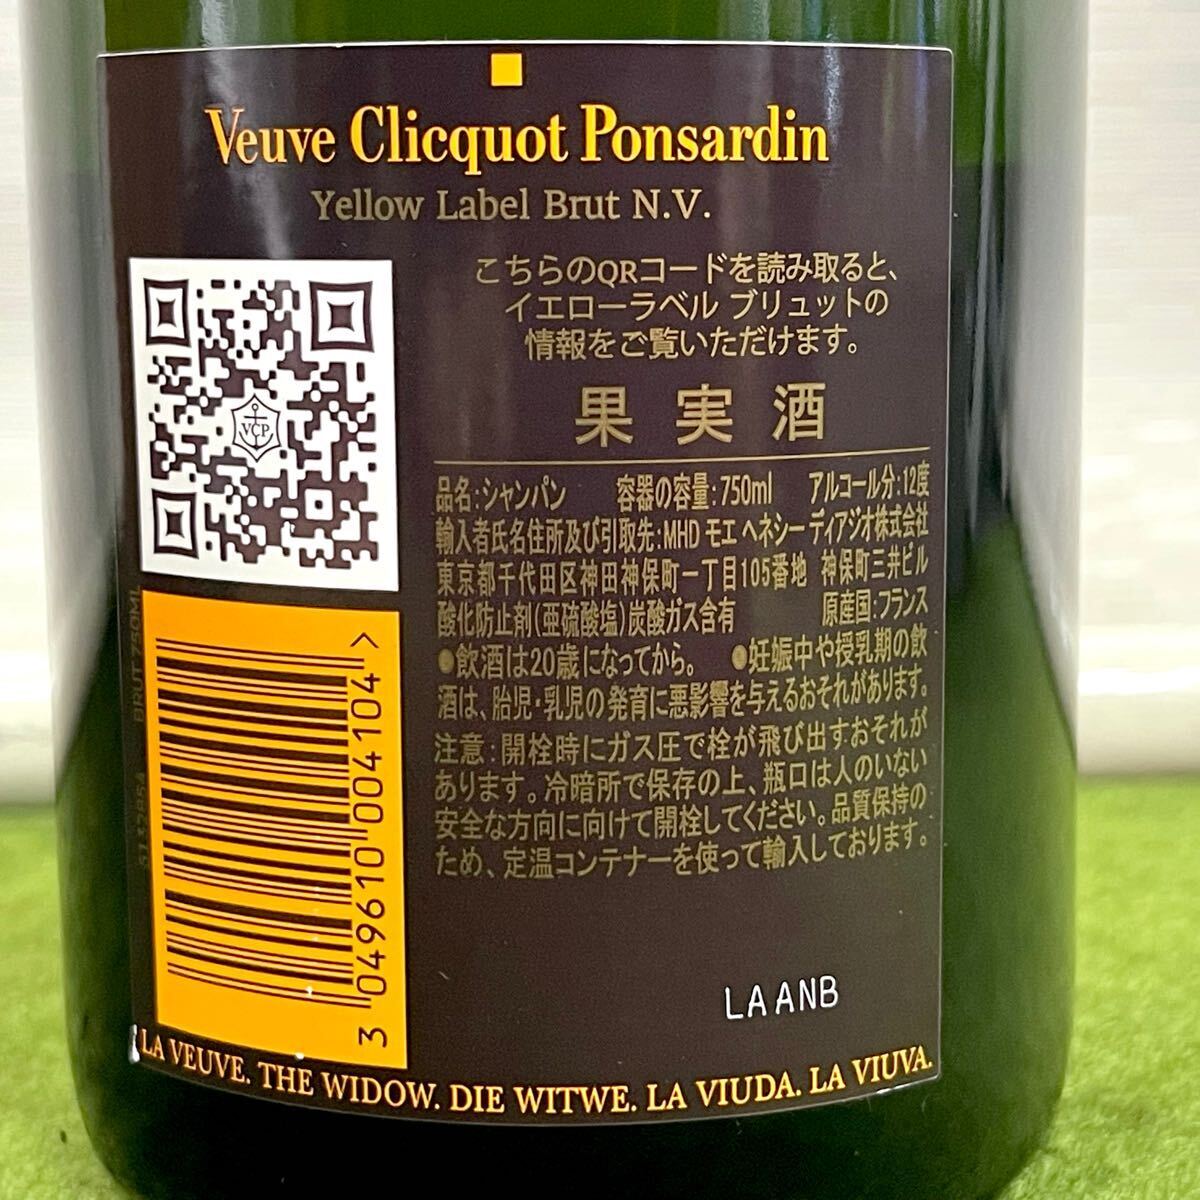 Veuve Clicquot Ponsardin
Yellow Label Brut N.V.
こちらのQRコードを読み取ると、
イエローラベル ブリュットの
情報をご覧いただけます。
VCP
果実酒
品名:シャンパン 容器の容量:750ml アルコール分:12度
輸入者氏名住所及び引取先:MHD モエ ヘネシー ディアジオ株式会社
東京都千代田区神田神保町一丁目105番地 神保町三井ビル
酸化防止剤(亜硫酸塩)炭酸ガス含有 原産国:フランス
●飲酒は20歳になってから。 ●妊娠中や授乳期の飲
酒は、胎児・乳児の発育に悪影響を与えるおそれがあります。
注意:開栓時にガス圧で栓が飛び出すおそれが
あります。冷暗所で保存の上、瓶口は人のいない
安全な方向に向けて開栓してください。品質保持の
ため、定温コンテナーを使って輸入しております。
BRUT 750ML
3 049610 004104 >
LAANB
LA VEUVE. THE WIDOW. DIE WITWE. LA VIUDA. LA VIUVA.